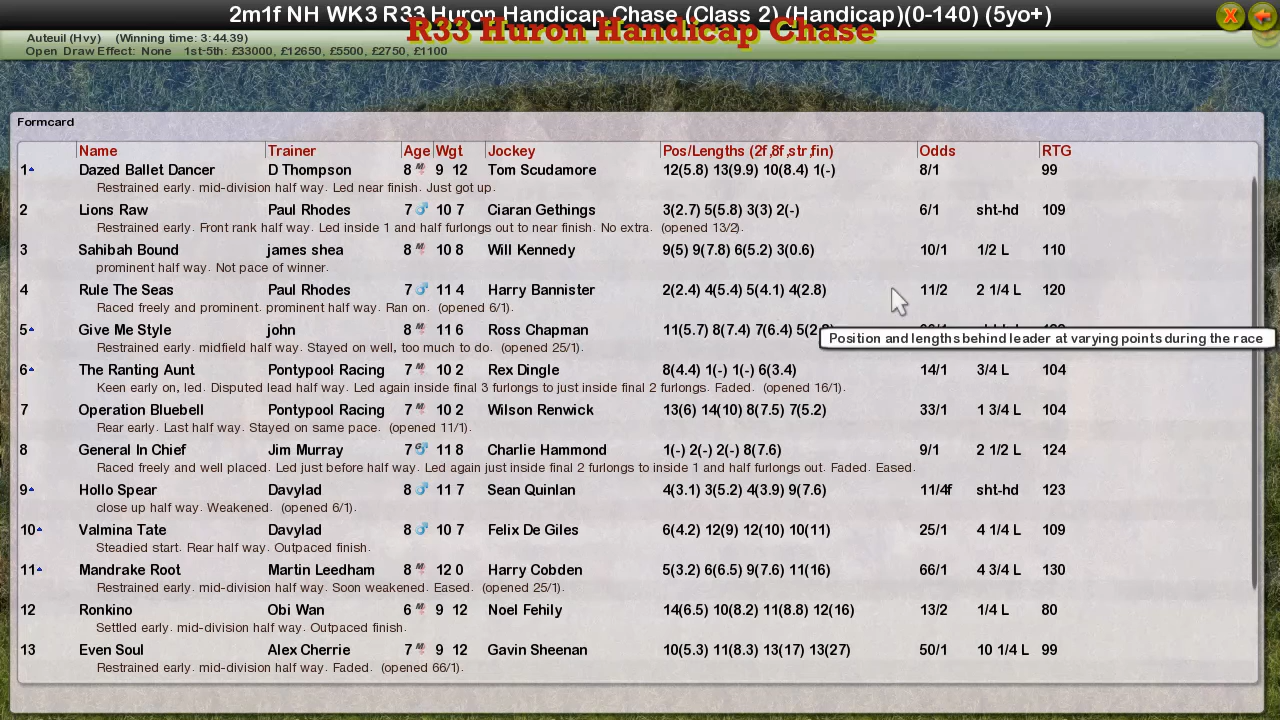 2m1f NH WK3 R33 Huron Handicap Chase (Class 2) (Handicap)(0-140) (5yo+)
R33 Huron Handicap Chase
Auteuil (Hvy) (Winning time: 3:44.39)
Open Draw Effect: None 1st-5th: £33000, £12650, £5500, £2750, £1100
Formcard
Name Trainer Age Wgt Jockey Pos/Lengths (2f,8f,str,fin) Odds RTG
1 Dazed Ballet Dancer D Thompson 8 9 12 Tom Scudamore 12(5.8) 13(9.9) 10(8.4) 1(-) 8/1 99
Restrained early. mid-division half way. Led near finish. Just got up.
2 Lions Raw Paul Rhodes 7 10 7 Ciaran Gethings 3(2.7) 5(5.8) 3(3) 2(-) 6/1 sht-hd 109
Restrained early. Front rank half way. Led inside 1 and half furlongs out to near finish. No extra. (opened 13/2).
3 Sahibah Bound james shea 8 10 8 Will Kennedy 9(5) 9(7.8) 6(5.2) 3(0.6) 10/1 1/2 L 110
prominent half way. Not pace of winner.
4 Rule The Seas Paul Rhodes 7 11 4 Harry Bannister 2(2.4) 4(5.4) 5(4.1) 4(2.8) 11/2 2 1/4 L 120
Raced freely and prominent. prominent half way. Ran on. (opened 6/1).
5 Give Me Style john 8 11 6 Ross Chapman 11(5.7) 8(7.4) 7(6.4)
Position and lengths behind leader at varying points during the race
Restrained early. midfield half way. Stayed on well, too much to do. (opened 25/1).
6 The Ranting Aunt Pontypool Racing 7 10 2 Rex Dingle 8(4.4) 1(-) 1(-) 6(3.4) 14/1 3/4 L 104
Keen early on, led. Disputed lead half way. Led again inside final 3 furlongs to just inside final 2 furlongs. Faded. (opened 16/1).
7 Operation Bluebell Pontypool Racing 7 10 2 Wilson Renwick 13(6) 14(10) 8(7.5) 7(5.2) 33/1 1 3/4 L 104
Rear early. Last half way. Stayed on same pace. (opened 11/1).
8 General In Chief Jim Murray 7 11 8 Charlie Hammond 1(-) 2(-) 2(-) 8(7.6) 9/1 2 1/2 L 124
Raced freely and well placed. Led just before half way. Led again just inside final 2 furlongs to inside 1 and half furlongs out. Faded. Eased.
9 Hollo Spear Davylad 8 11 7 Sean Quinlan 4(3.1) 3(5.2) 4(3.9) 9(7.6) 11/4f sht-hd 123
close up half way. Weakened. (opened 6/1).
10 Valmina Tate Davylad 8 10 7 Felix De Giles 6(4.2) 12(9) 12(10) 10(11) 25/1 4 1/4 L 109
Steadied start. Rear half way. Outpaced finish.
11 Mandrake Root Martin Leedham 8 12 0 Harry Cobden 5(3.2) 6(6.5) 9(7.6) 11(16) 66/1 4 3/4 L 130
Restrained early. mid-division half way. Soon weakened. Eased. (opened 25/1).
12 Ronkino Obi Wan 6 9 12 Noel Fehily 14(6.5) 10(8.2) 11(8.8) 12(16) 13/2 1/4 L 80
Settled early. mid-division half way. Outpaced finish.
13 Even Soul Alex Cherrie 7 9 12 Gavin Sheenan 10(5.3) 11(8.3) 13(17) 13(27) 50/1 10 1/4 L 99
Restrained early. mid-division half way. Faded. (opened 66/1).